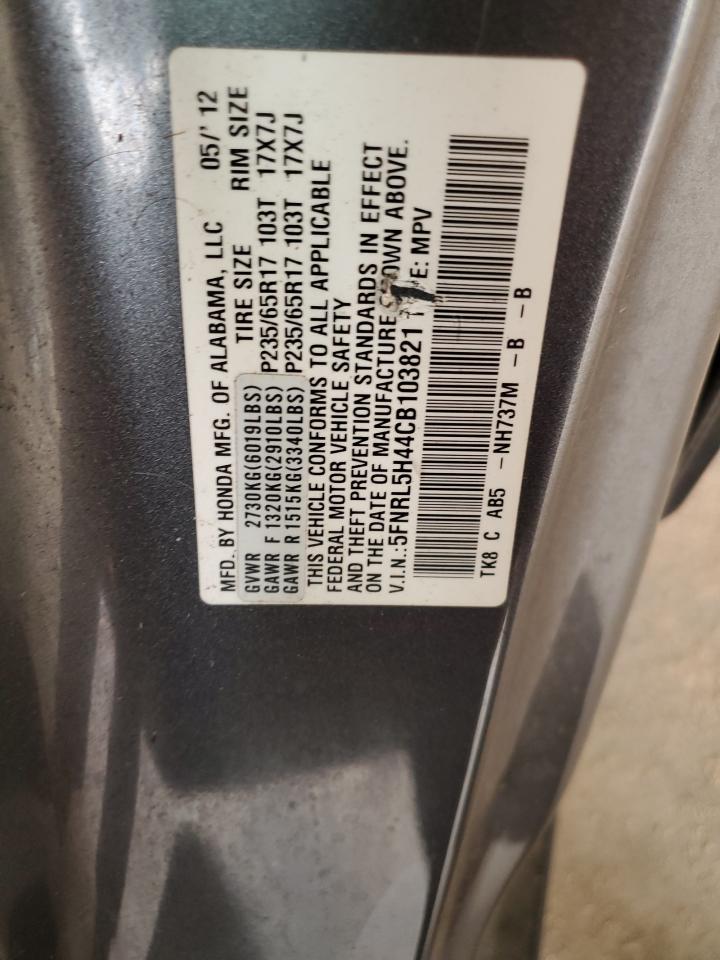 MFD. BY HONDA MFG. OF ALABAMA, LLC 05/'12
GVWR 2730KG(6019LBS) TIRE SIZE RIM SIZE
GAWR F 1320KG(2910LBS) P235/65R17 103T 17X7J
GAWR R 1515KG(3340LBS) P235/65R17 103T 17X7J
THIS VEHICLE CONFORMS TO ALL APPLICABLE
FEDERAL MOTOR VEHICLE SAFETY
AND THEFT PREVENTION STANDARDS IN EFFECT
ON THE DATE OF MANUFACTURE OWN ABOVE.
V.I.N.:5FNRL5H44CB103821 E: MPV
TK8 C AB5 -NH737M -B -B